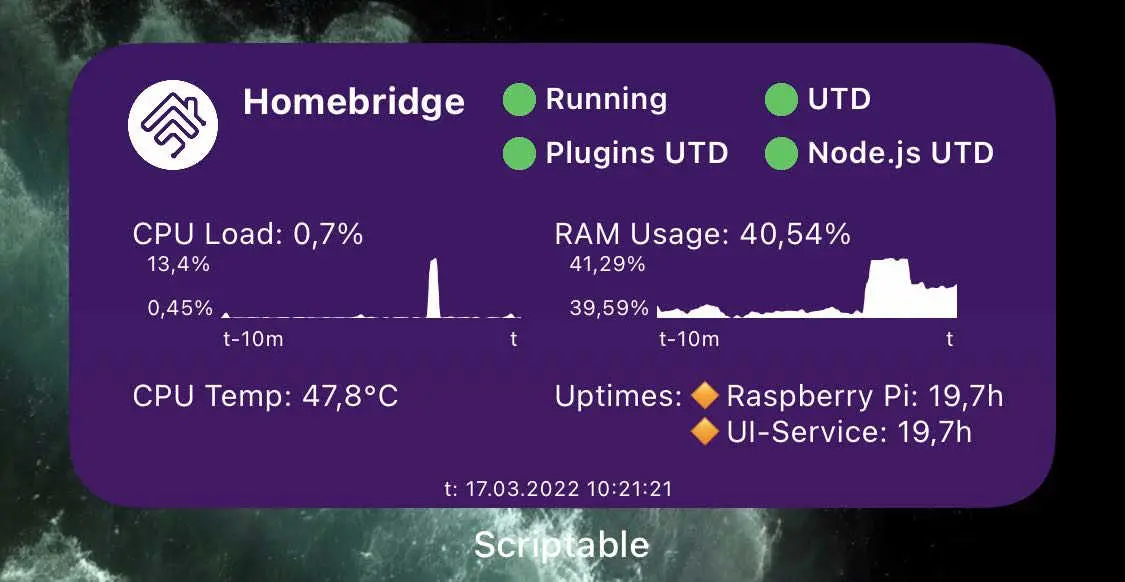 Homebridge
Running
UTD
Plugins UTD
Node.js UTD
CPU Load: 0,7%
13,4%
0,45%
t-10m
t
RAM Usage: 40,54%
41,29%
39,59%
t-10m
t
CPU Temp: 47,8°C
Uptimes: 🔸 Raspberry Pi: 19,7h
🔸 UI-Service: 19,7h
t: 17.03.2022 10:21:21
Scriptable